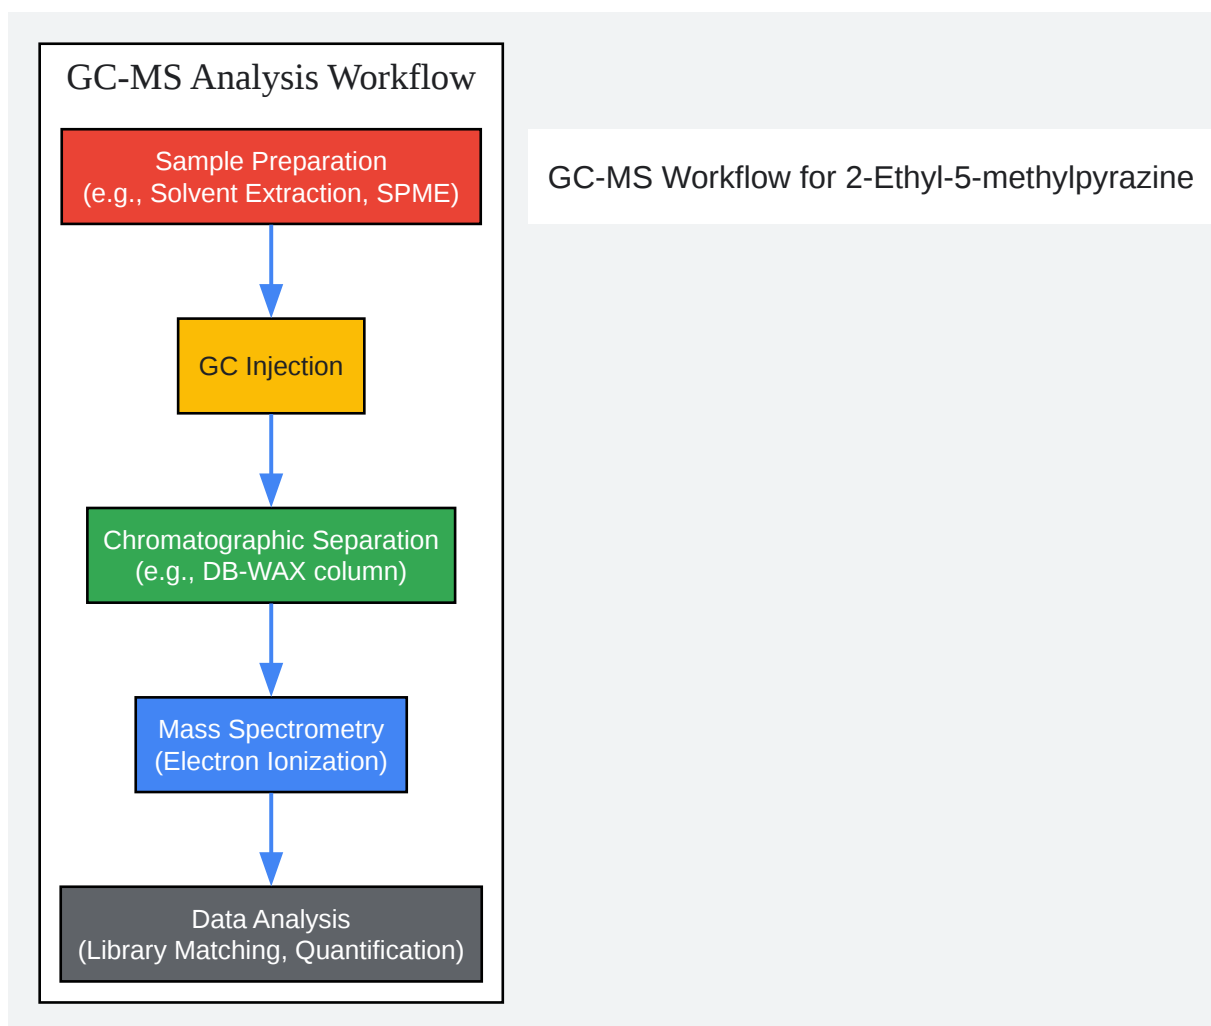 GC-MS Analysis Workflow
Sample Preparation
(e.g., Solvent Extraction, SPME)
GC-MS Workflow for 2-Ethyl-5-methylpyrazine
GC Injection
Chromatographic Separation
(e.g., DB-WAX column)
Mass Spectrometry
(Electron Ionization)
Data Analysis
(Library Matching, Quantification)